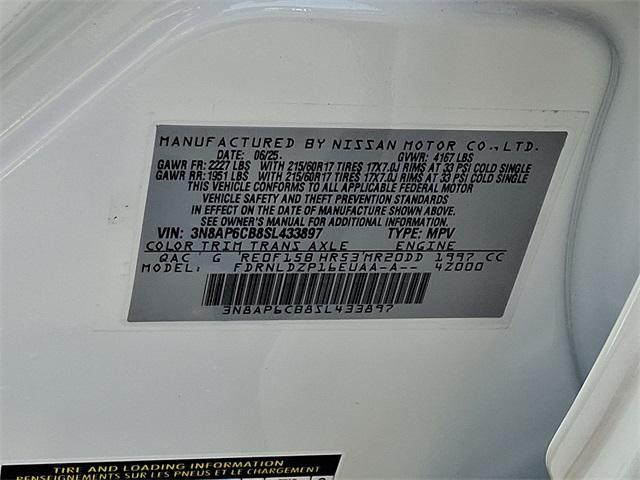 MANUFACTURED BY NISSAN MOTOR CO.,LTD.
DATE: 06/25. GVWR: 4167 LBS
GAWR FR: 2227 LBS WITH 215/60R17 TIRES 17X7.0J RIMS AT 33 PSI COLD SINGLE
GAWR RR: 1951 LBS WITH 215/60R17 TIRES 17X7.0J RIMS AT 33 PSI COLD SINGLE
THIS VEHICLE CONFORMS TO ALL APPLICABLE FEDERAL MOTOR
VEHICLE SAFETY AND THEFT PREVENTION STANDARDS
IN EFFECT ON THE DATE OF MANUFACTURE SHOWN ABOVE.
SEE OWNER'S MANUAL FOR ADDITIONAL INFORMATION.
VIN: 3N8AP6CB8SL433897 TYPE: MPV
COLOR TRIM TRANS AXLE ENGINE
QAC G RE0F15B HR53 MR20DD 1997 CC
MODEL: FDRNLDZP16EUAA-A-- 4Z000
3N8AP6CB8SL433897
TIRE AND LOADING INFORMATION
RENSEIGNEMENTS SUR LES PNEUS ET LE CHARGEMENT